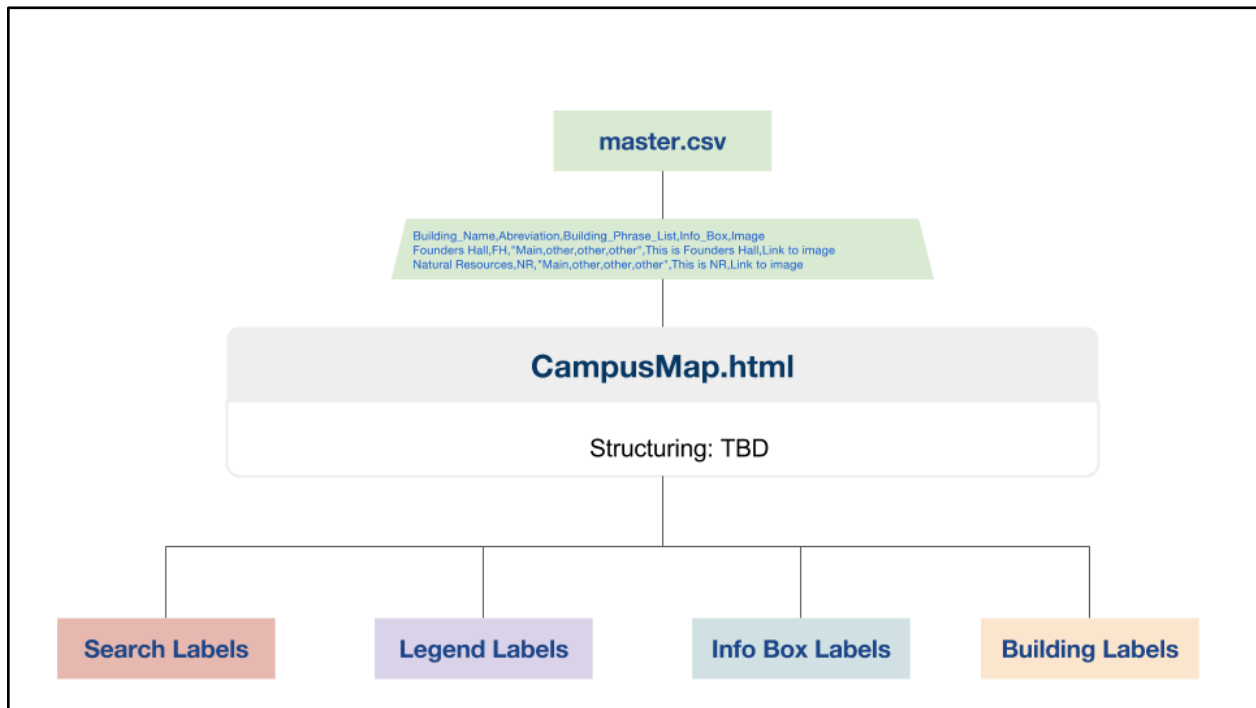 master.csv
Building_Name,Abreviation,Building_Phrase_List,Info_Box,Image
Founders Hall,FH,"Main,other,other,other",This is Founders Hall,Link to image
Natural Resources,NR,"Main,other,other,other",This is NR,Link to image
CampusMap.html
Structuring: TBD
Search Labels
Legend Labels
Info Box Labels
Building Labels